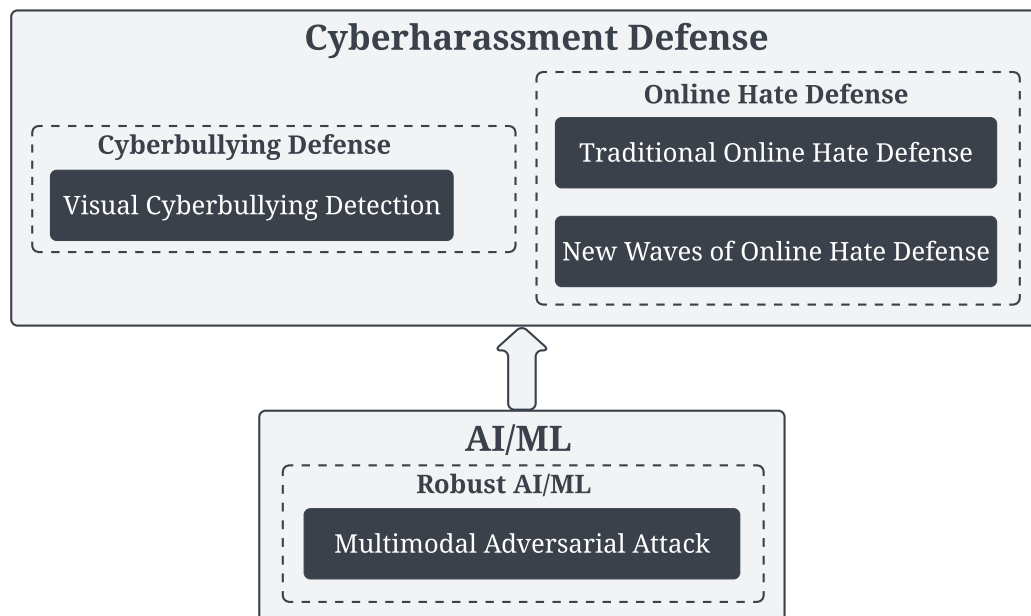 Cyberharassment Defense
Cyberbullying Defense
Visual Cyberbullying Detection
Online Hate Defense
Traditional Online Hate Defense
New Waves of Online Hate Defense
AI/ML
Robust AI/ML
Multimodal Adversarial Attack